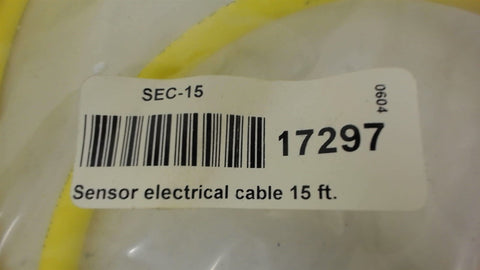 SEC-15
0604
17297
Sensor electrical cable 15 ft.